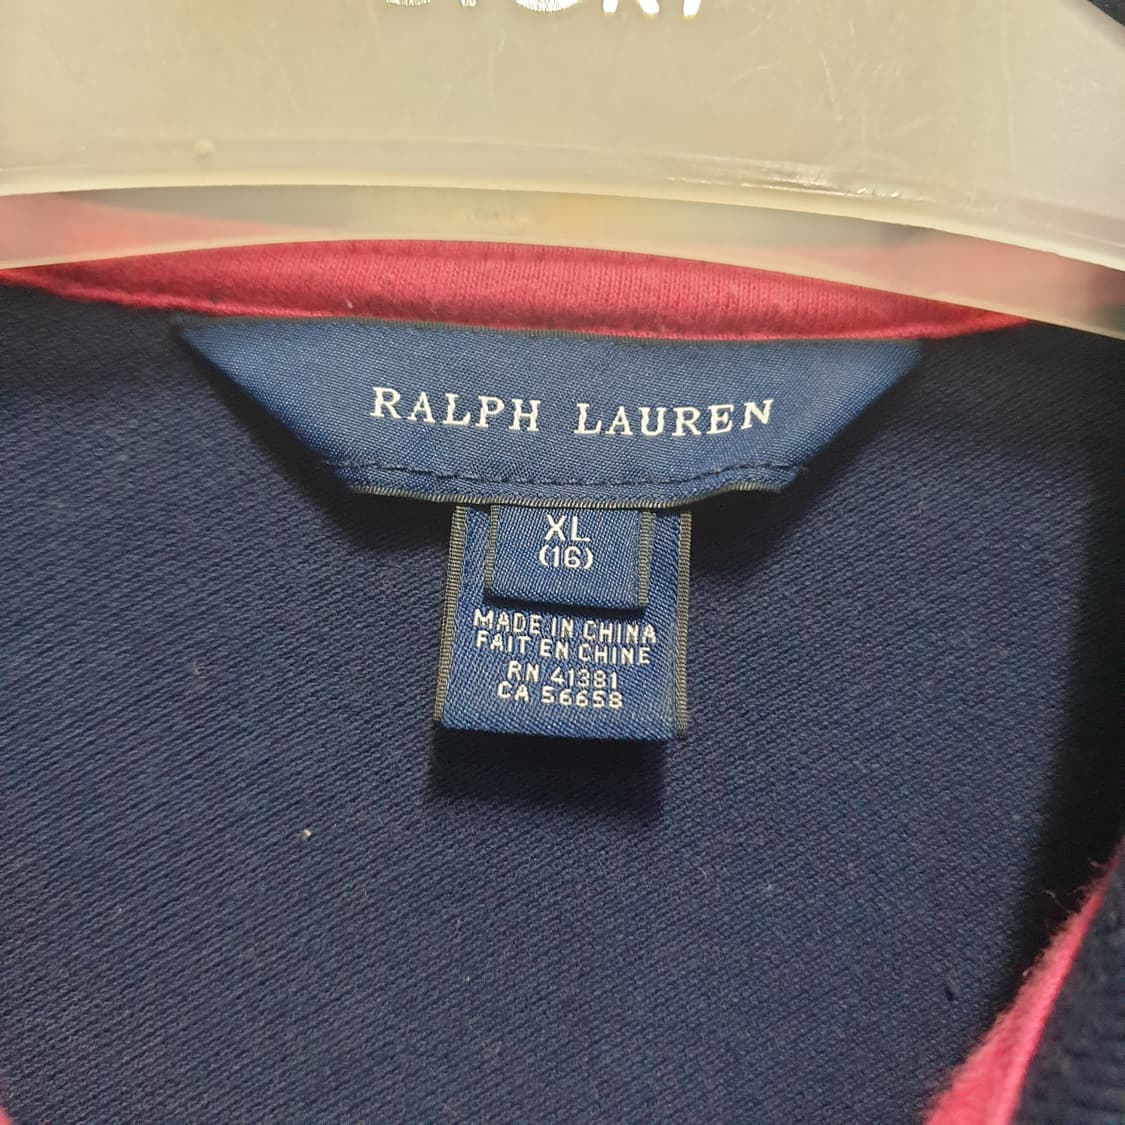 RALPH LAUREN
XL
(16)
MADE IN CHINA
FAIT EN CHINE
RN 41381
CA 56658